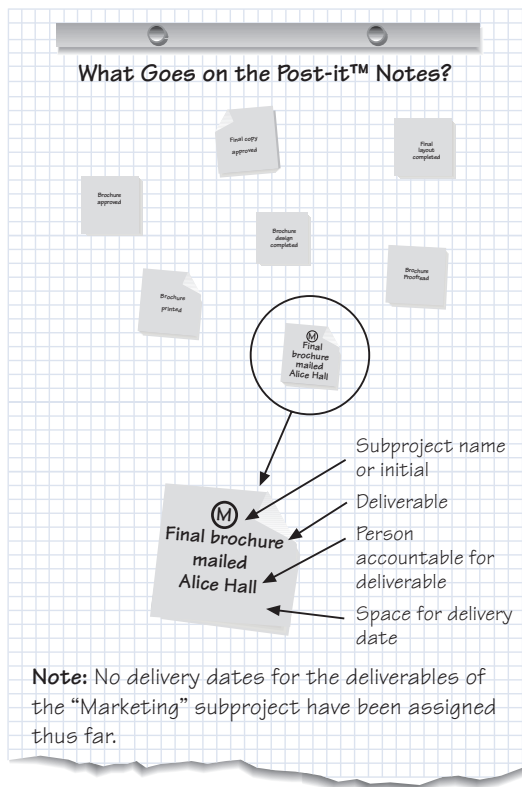 What Goes on the Post-it™ Notes?
Final copy
approved
Final
layout
completed
Brochure
approved
Brochure
design
completed
Brochure
Proofread
Brochure
printed
M
Final
brochure
mailed
Alice Hall
Subproject name
or initial
M
Final brochure
mailed
Alice Hall
Deliverable
Person
accountable for
deliverable
Space for delivery
date
Note: No delivery dates for the deliverables of
the “Marketing” subproject have been assigned
thus far.